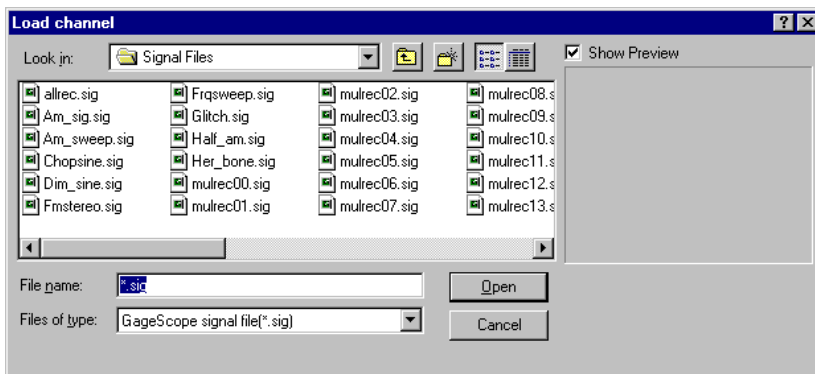 Load channel
Look in: Signal Files
Show Preview
allrec.sig Frqsweep.sig mulrec02.sig mulrec08.s
Am_sig.sig Glitch.sig mulrec03.sig mulrec09.s
Am_sweep.sig Half_am.sig mulrec04.sig mulrec10.s
Chopsine.sig Her_bone.sig mulrec05.sig mulrec11.s
Dim_sine.sig mulrec00.sig mulrec06.sig mulrec12.s
Fmstereo.sig mulrec01.sig mulrec07.sig mulrec13.s
File name: *.sig Open
Files of type: GageScope signal file(*.sig) Cancel